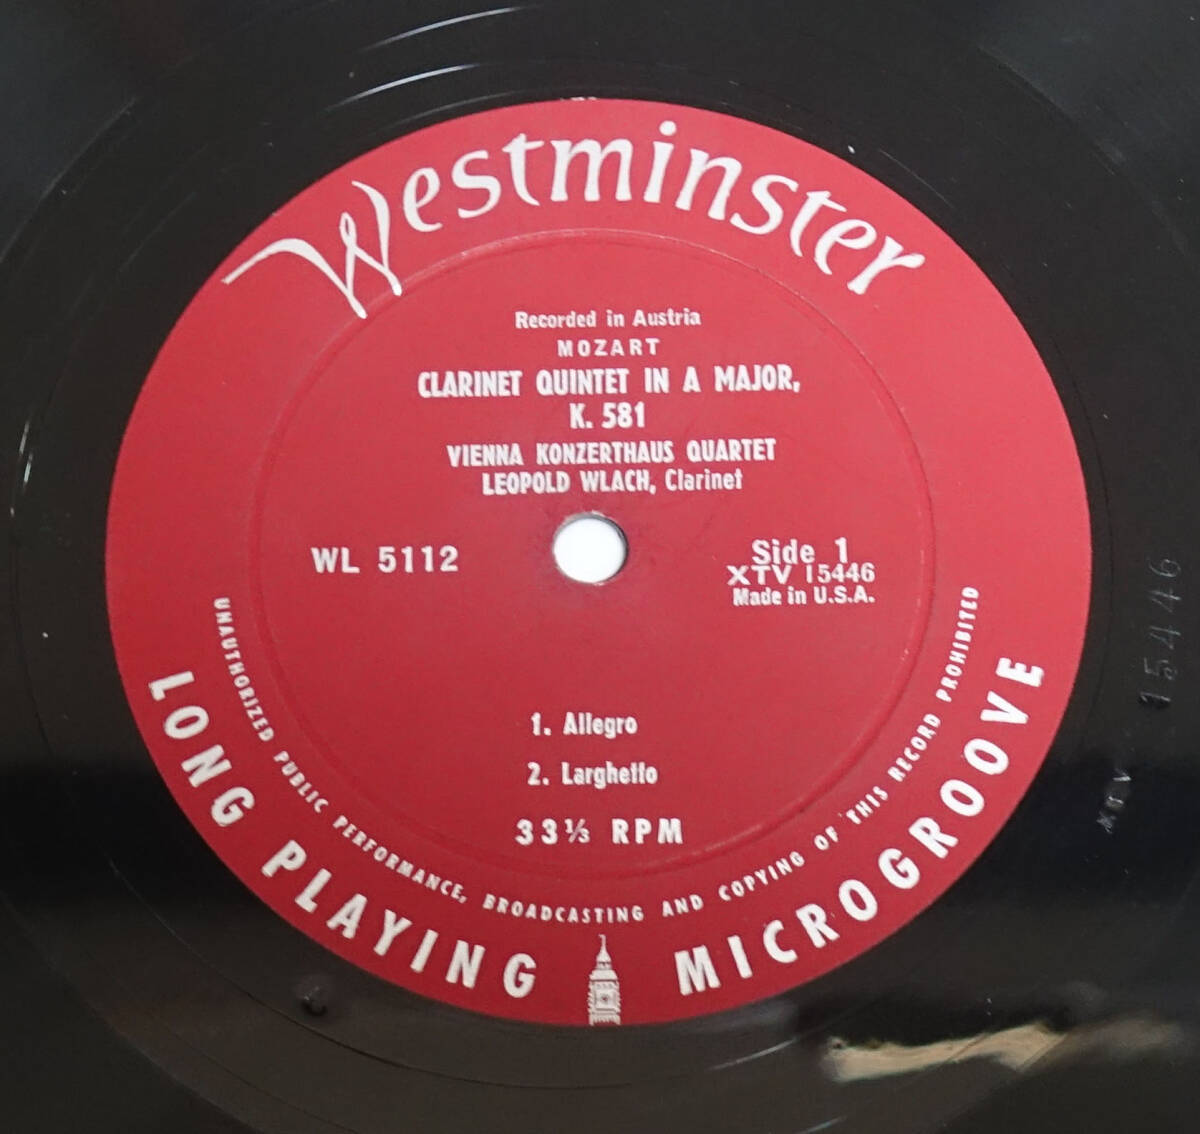 Westminster
Recorded in Austria
MOZART
CLARINET QUINTET IN A MAJOR,
K. 581
VIENNA KONZERTHAUS QUARTET
LEOPOLD WLACH, Clarinet
WL 5112
Side 1
XTV 15446
Made in U.S.A.
1. Allegro
2. Larghetto
33⅓ RPM
UNAUTHORIZED PUBLIC PERFORMANCE, BROADCASTING AND COPYING OF THIS RECORD PROHIBITED
LONG PLAYING MICROGROOVE
15446